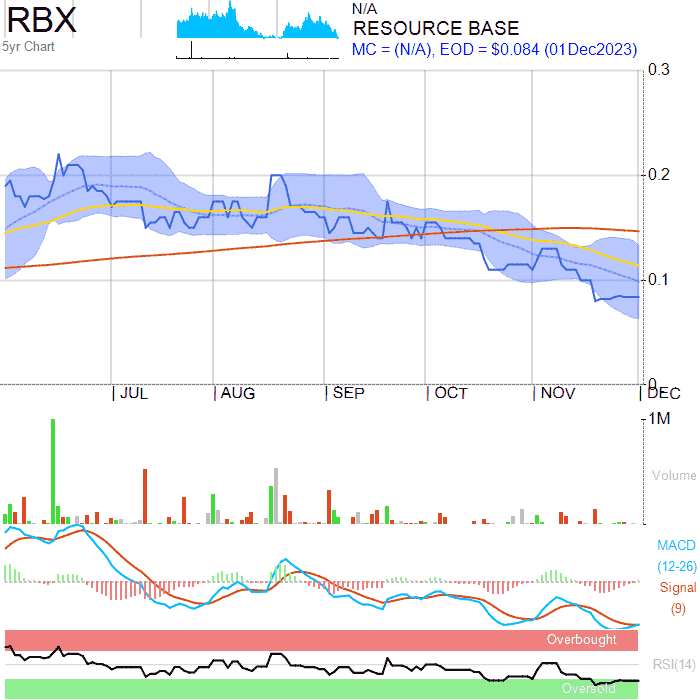 RBX
5yr Chart
N/A
RESOURCE BASE
MC = (N/A), EOD = $0.084 (01Dec2023)
0.3
0.2
0.1
0
JUL
AUG
SEP
OCT
NOV
DEC
1M
Volume
MACD
(12-26)
Signal
(9)
Overbought
RSI(14)
Oversold